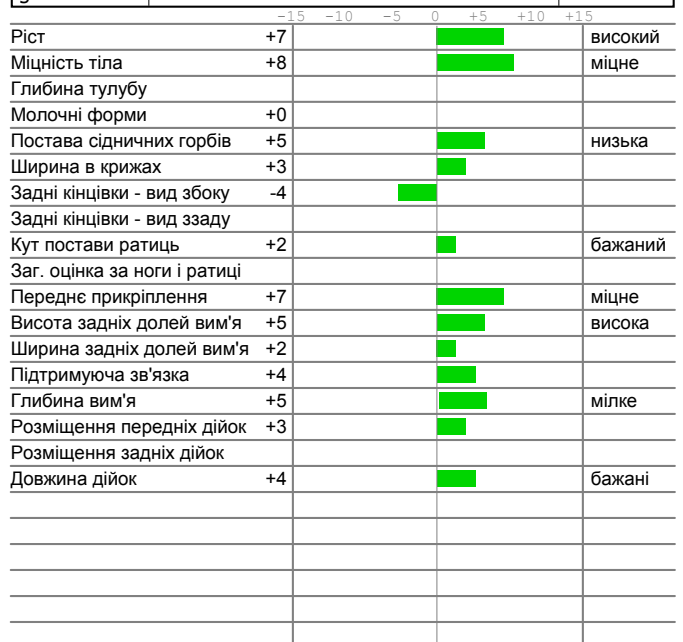 -15 -10 -5 0 +5 +10 +15
Ріст +7 високий
Міцність тіла +8 міцне
Глибина тулубу
Молочні форми +0
Постава сідничних горбів +5 низька
Ширина в крижах +3
Задні кінцівки - вид збоку -4
Задні кінцівки - вид ззаду
Кут постави ратиць +2 бажаний
Заг. оцінка за ноги і ратиці
Переднє прикріплення +7 міцне
Висота задніх долей вим'я +5 висока
Ширина задніх долей вим'я +2
Підтримуюча зв'язка +4
Глибина вим'я +5 мілке
Розміщення передніх дійок +3
Розміщення задніх дійок
Довжина дійок +4 бажані